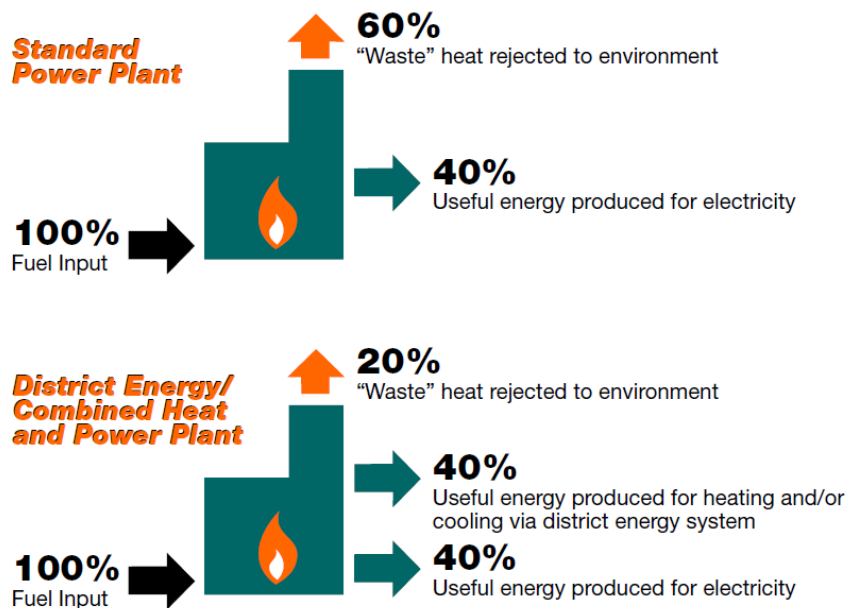 Standard
Power Plant
60%
“Waste” heat rejected to environment
40%
Useful energy produced for electricity
100%
Fuel Input
District Energy/
Combined Heat
and Power Plant
20%
“Waste” heat rejected to environment
40%
Useful energy produced for heating and/or
cooling via district energy system
100%
Fuel Input
40%
Useful energy produced for electricity